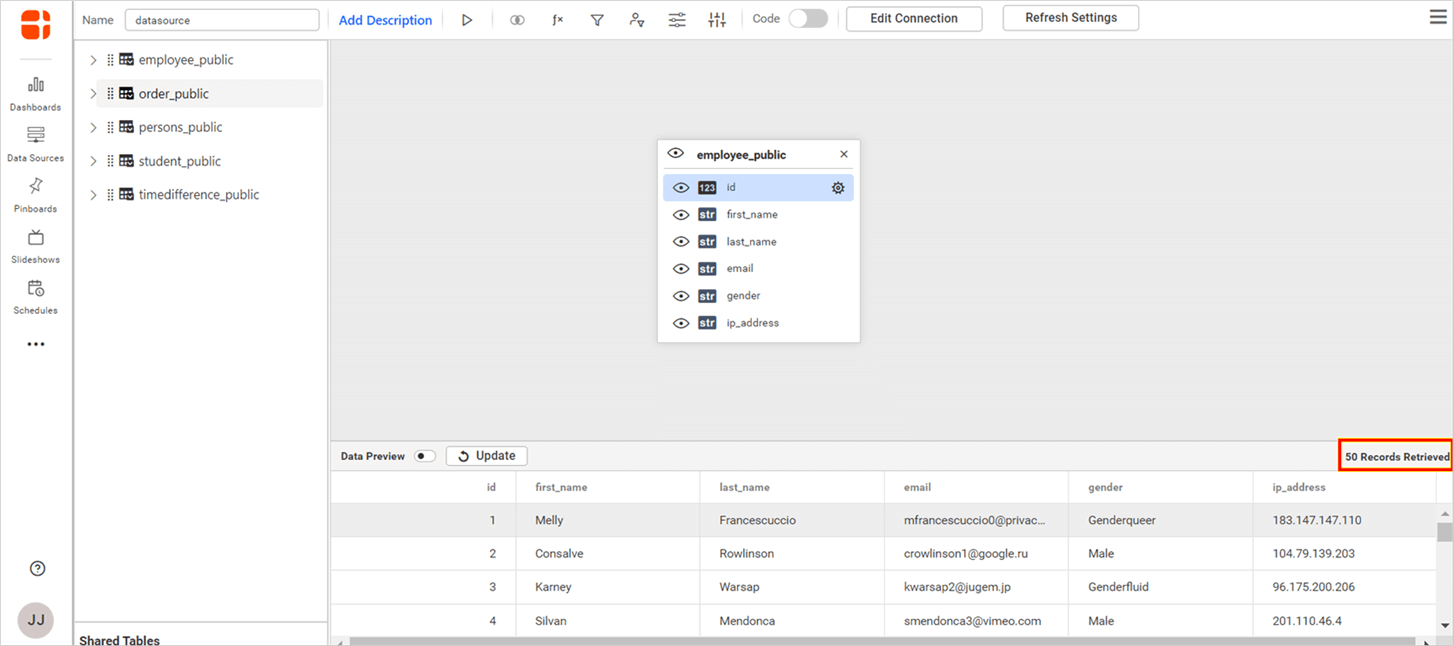 Name datasource Add Description Code Edit Connection Refresh Settings
Dashboards
Data Sources
Pinboards
Slideshows
Schedules
JJ
employee_public
order_public
persons_public
student_public
timedifference_public
Shared Tables
employee_public
123 id
str first_name
str last_name
str email
str gender
str ip_address
Data Preview Update 50 Records Retrieved
id first_name last_name email gender ip_address
1 Melly Francescuccio mfrancescuccio0@privac... Genderqueer 183.147.147.110
2 Consalve Rowlinson crowlinson1@google.ru Male 104.79.139.203
3 Karney Warsap kwarsap2@jugem.jp Genderfluid 96.175.200.206
4 Silvan Mendonca smendonca3@vimeo.com Male 201.110.46.4